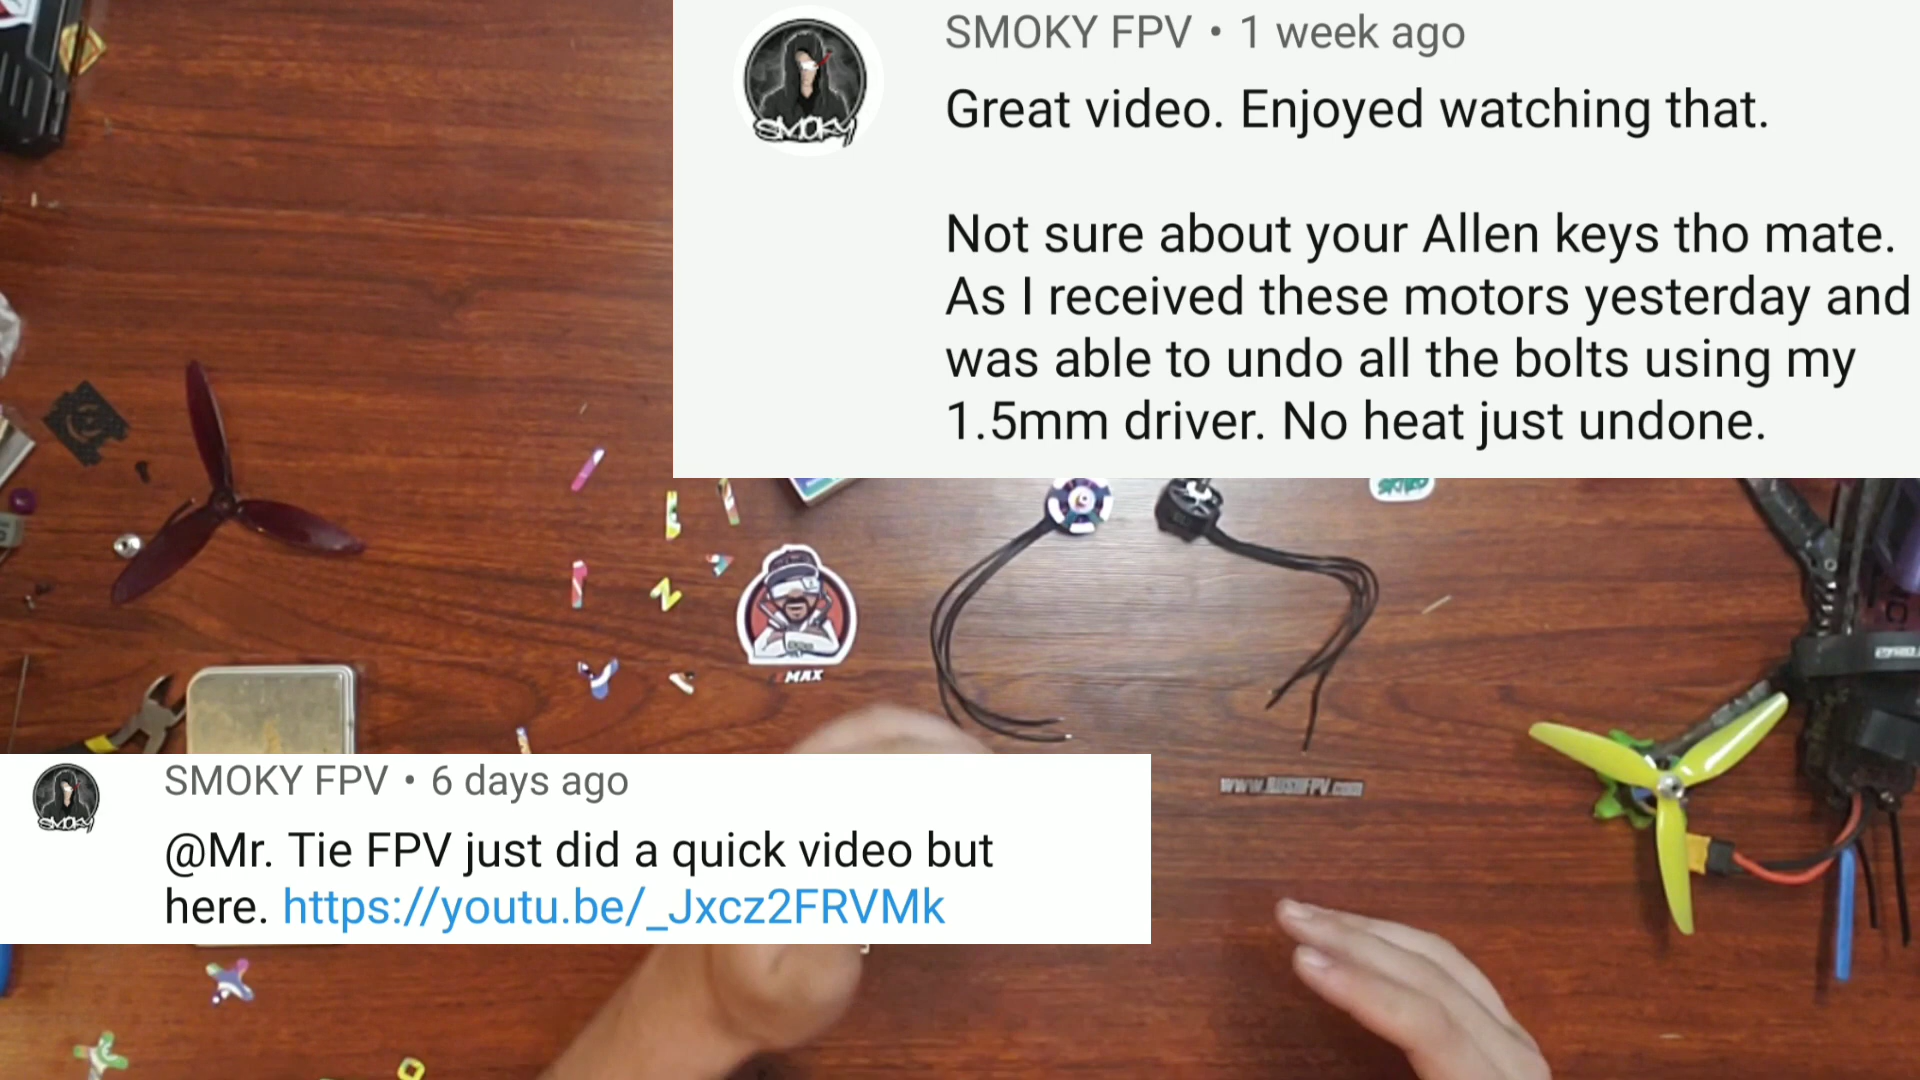 SMOKY FPV • 1 week ago
SMOKY
Great video. Enjoyed watching that.
Not sure about your Allen keys tho mate.
As I received these motors yesterday and
was able to undo all the bolts using my
1.5mm driver. No heat just undone.
MAX
SMOKY FPV • 6 days ago
SMOKY
@Mr. Tie FPV just did a quick video but
here. https://youtu.be/_Jxcz2FRVMk